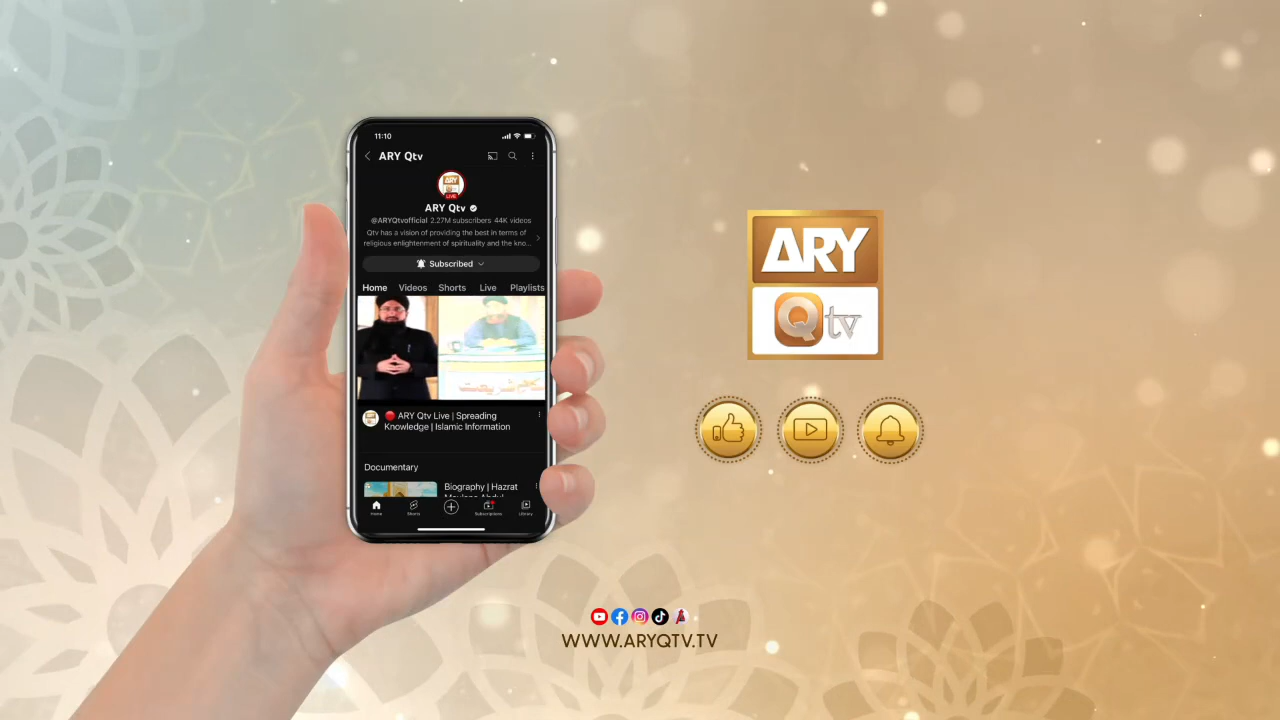 11:10
ARY Qtv
LIVE
ARY Qtv
@ARYQtvofficial 2.27M subscribers 44K videos
Qtv has a vision of providing the best in terms of
religious enlightenment of spirituality and the kno...
Subscribed
Home Videos Shorts Live Playlists
ARY Qtv Live | Spreading
Knowledge | Islamic Information
Documentary
Biography | Hazrat
Home Shorts Subscriptions Library
ARY
Qtv
WWW.ARYQTV.TV